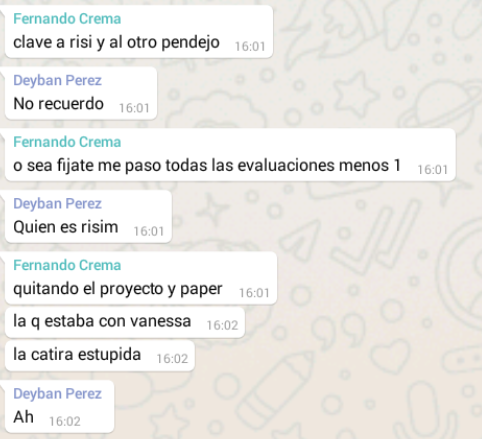 Fernando Crema
clave a risi y al otro pendejo 16:01
Deyban Perez
No recuerdo 16:01
Fernando Crema
o sea fijate me paso todas las evaluaciones menos 1 16:01
Deyban Perez
Quien es risim 16:01
Fernando Crema
quitando el proyecto y paper 16:01
la q estaba con vanessa 16:02
la catira estupida 16:02
Deyban Perez
Ah 16:02